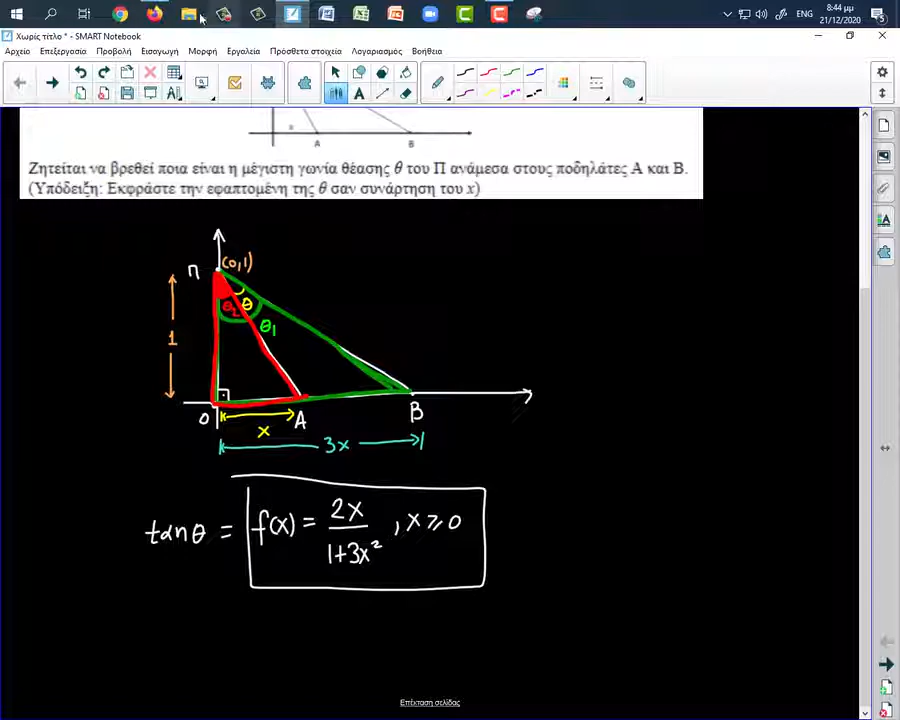 8:44 μμ
ENG
21/12/2020
Χωρίς τίτλο * - SMART Notebook
Αρχείο Επεξεργασία Προβολή Εισαγωγή Μορφή Εργαλεία Πρόσθετα στοιχεία Λογαριασμός Βοήθεια
A B
Ζητείται να βρεθεί ποια είναι η μέγιστη γωνία θέασης θ του Π ανάμεσα στους ποδηλάτες Α και Β.
(Υπόδειξη: Εκφράστε την εφαπτομένη της θ σαν συνάρτηση του x)
Π (0,1)
θ2 θ
θ1
1
O A B
x
3x
tanθ = f(x) = 2x / 1+3x² , x ≥ 0
Επέκταση σελίδας